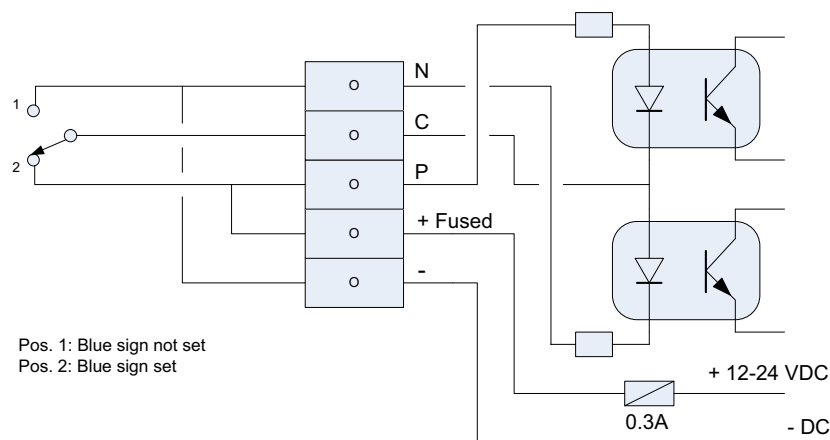 N
1
O
C
O
2
P
O
+ Fused
O
-
O
Pos. 1: Blue sign not set
Pos. 2: Blue sign set
+ 12-24 VDC
0.3A
- DC